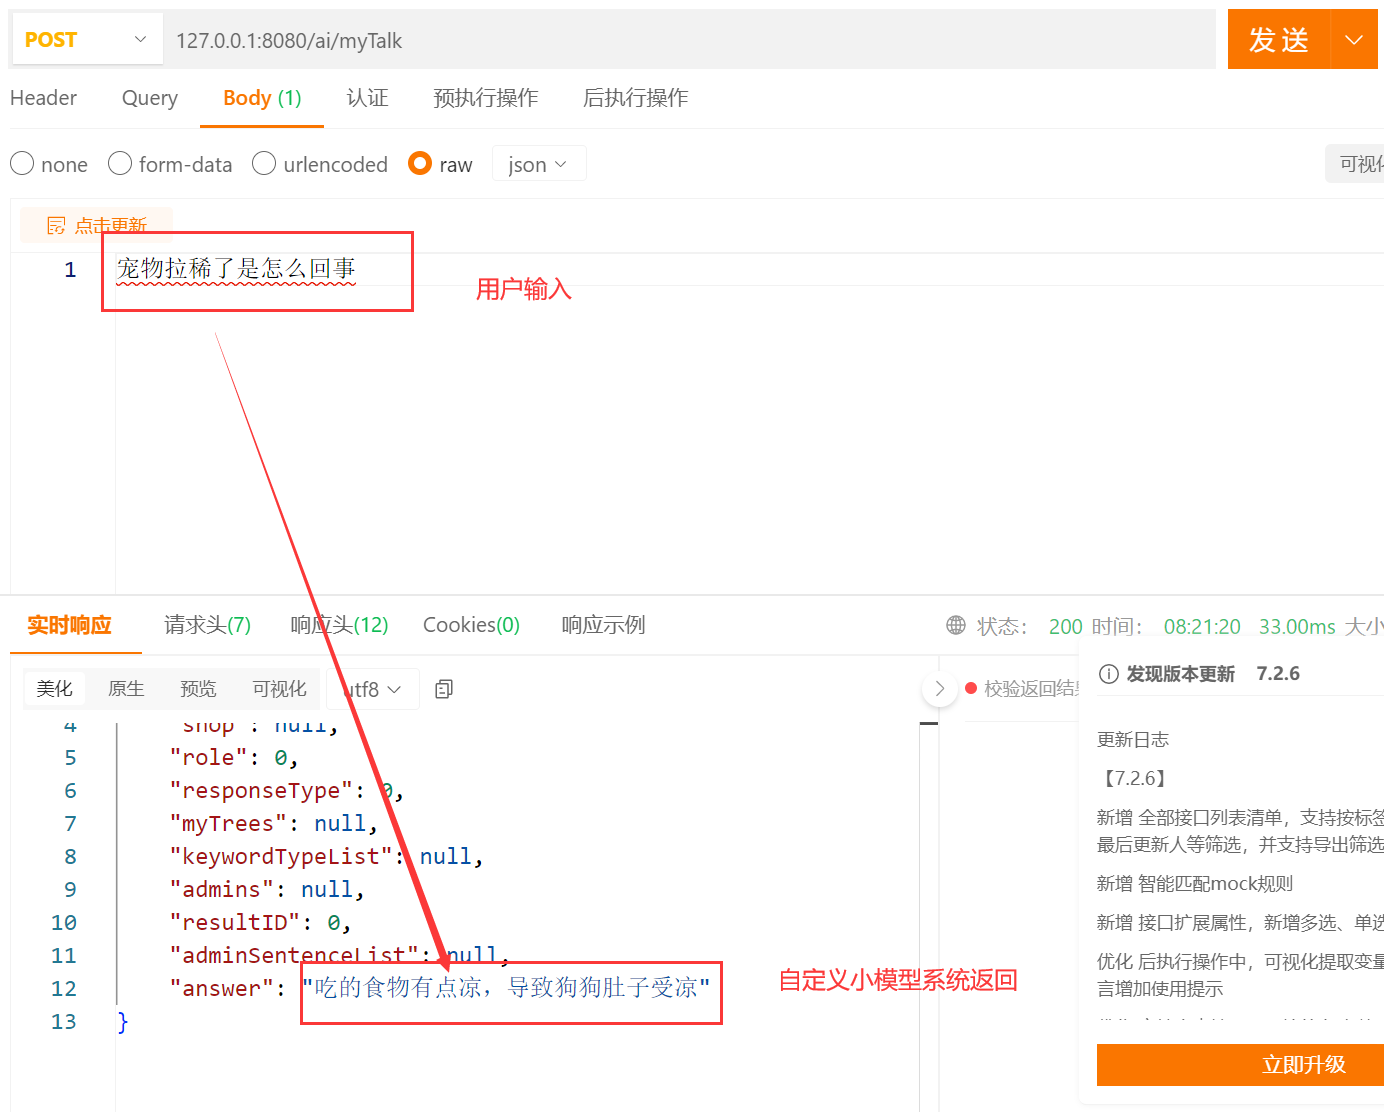 POST 127.0.0.1:8080/ai/myTalk 发送
Header Query Body (1) 认证 预执行操作 后执行操作
none form-data urlencoded raw json 可视
点击更新
1 宠物拉稀了是怎么回事
用户输入
实时响应 请求头(7) 响应头(12) Cookies(0) 响应示例 状态： 200 时间： 08:21:20 33.00ms 大小
美化 原生 预览 可视化 utf8 校验返回结
发现版本更新 7.2.6
4 "shop": null,
5 "role": 0,
6 "responseType": 0,
7 "myTrees": null,
8 "keywordTypeList": null,
9 "admins": null,
10 "resultID": 0,
11 "adminSentenceList": null,
12 "answer": "吃的食物有点凉，导致狗狗肚子受凉"
13 }
自定义小模型系统返回
更新日志
【7.2.6】
新增 全部接口列表清单，支持按标签
最后更新人等筛选，并支持导出筛选
新增 智能匹配mock规则
新增 接口扩展属性，新增多选、单选
优化 后执行操作中，可视化提取变量
言增加使用提示
立即升级